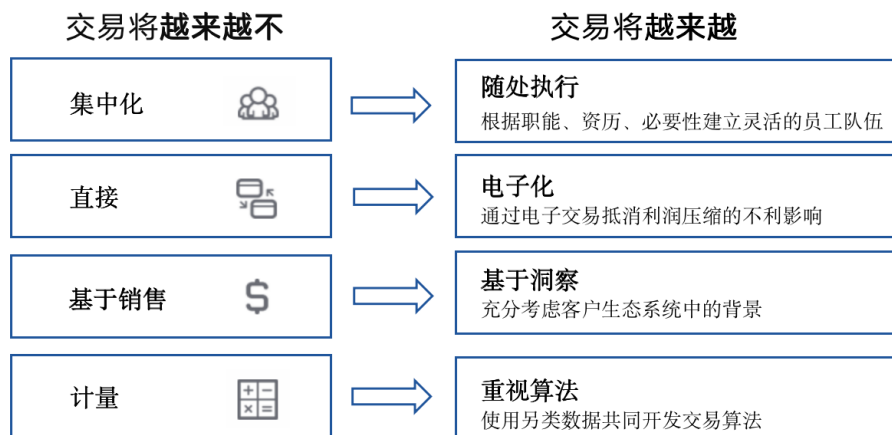 交易将越来越不
交易将越来越
集中化
随处执行
根据职能、资历、必要性建立灵活的员工队伍
直接
电子化
通过电子交易抵消利润压缩的不利影响
基于销售
$
基于洞察
充分考虑客户生态系统中的背景
计量
重视算法
使用另类数据共同开发交易算法